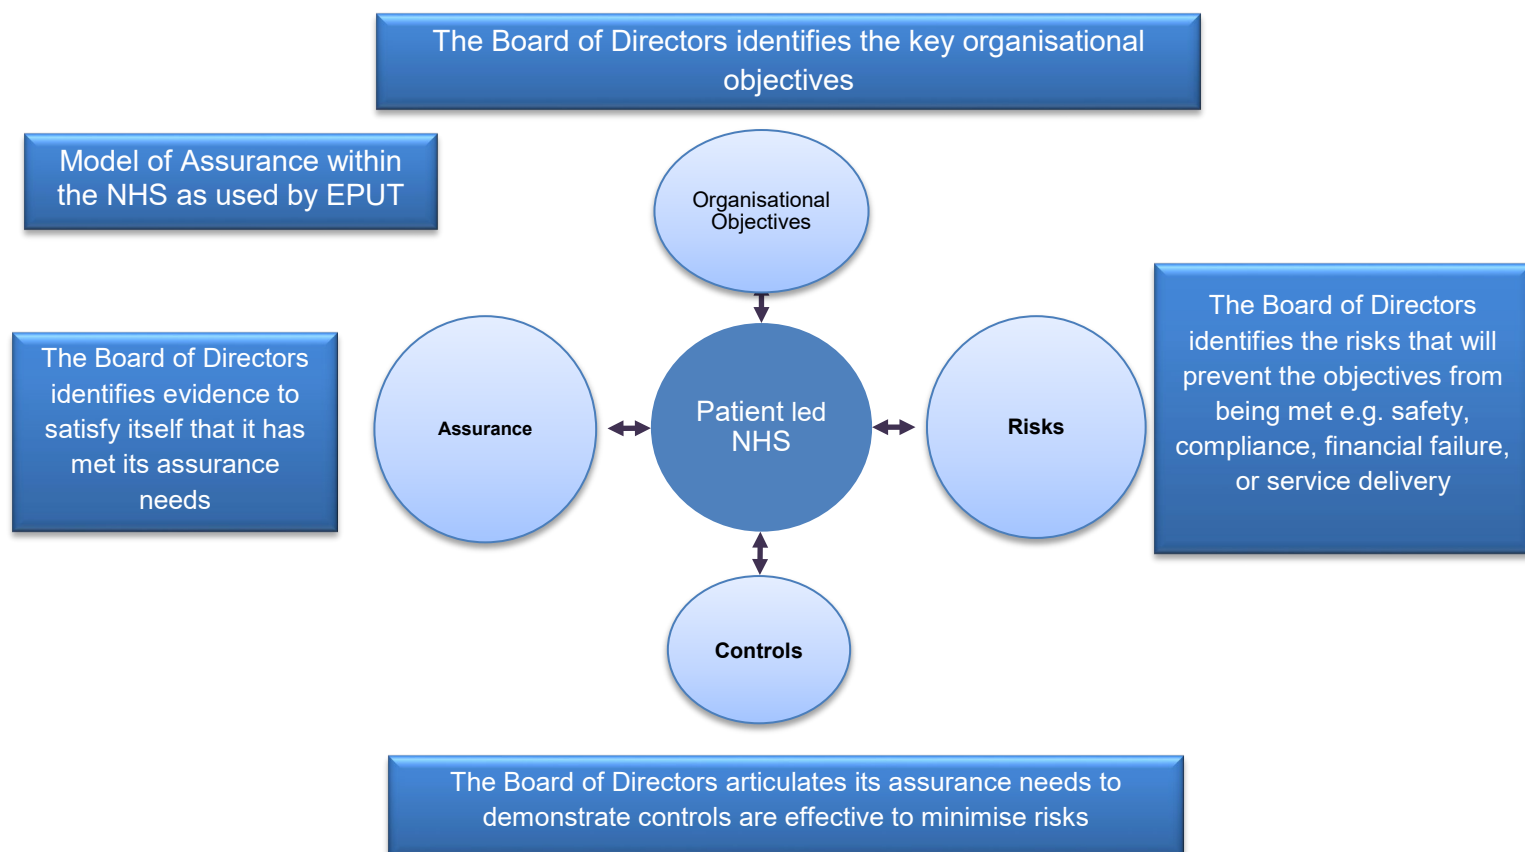 The Board of Directors identifies the key organisational
objectives
Model of Assurance within
the NHS as used by EPUT
Organisational
Objectives
The Board of Directors
identifies evidence to
satisfy itself that it has
met its assurance
needs
Assurance
Patient led
NHS
Risks
The Board of Directors
identifies the risks that will
prevent the objectives from
being met e.g. safety,
compliance, financial failure,
or service delivery
Controls
The Board of Directors articulates its assurance needs to
demonstrate controls are effective to minimise risks